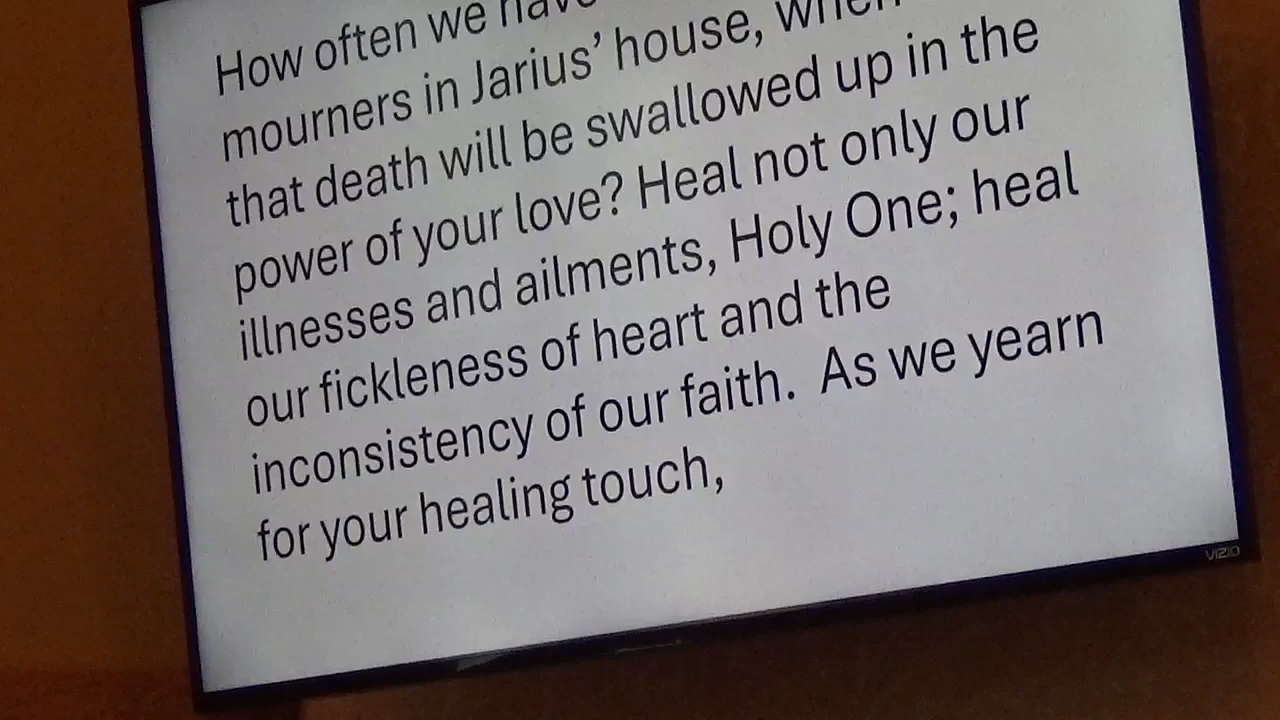 How often we have
mourners in Jarius' house, when
that death will be swallowed up in the
power of your love? Heal not only our
illnesses and ailments, Holy One; heal
our fickleness of heart and the
inconsistency of our faith.  As we yearn
for your healing touch,
VIZIO